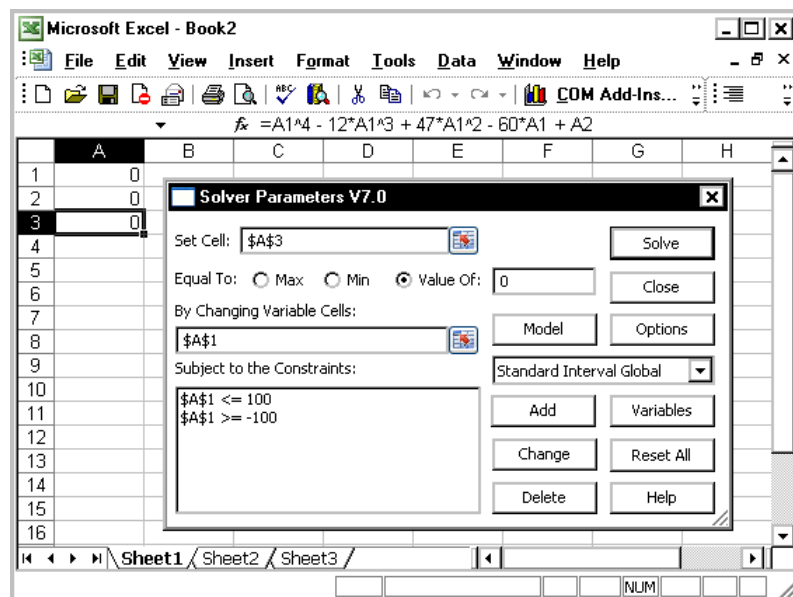 Microsoft Excel - Book2
File Edit View Insert Format Tools Data Window Help
ABC COM Add-Ins...
fx =A1^4 - 12*A1^3 + 47*A1^2 - 60*A1 + A2
A B C D E F G H
1 0
2 0
3 0
4
5
6
7
8
9
10
11
12
13
14
15
16
Solver Parameters V7.0
Set Cell: $A$3 Solve
Equal To: Max Min Value Of: 0 Close
By Changing Variable Cells:
$A$1 Model Options
Subject to the Constraints: Standard Interval Global
$A$1 <= 100 Add Variables
$A$1 >= -100
Change Reset All
Delete Help
Sheet1 Sheet2 Sheet3
NUM